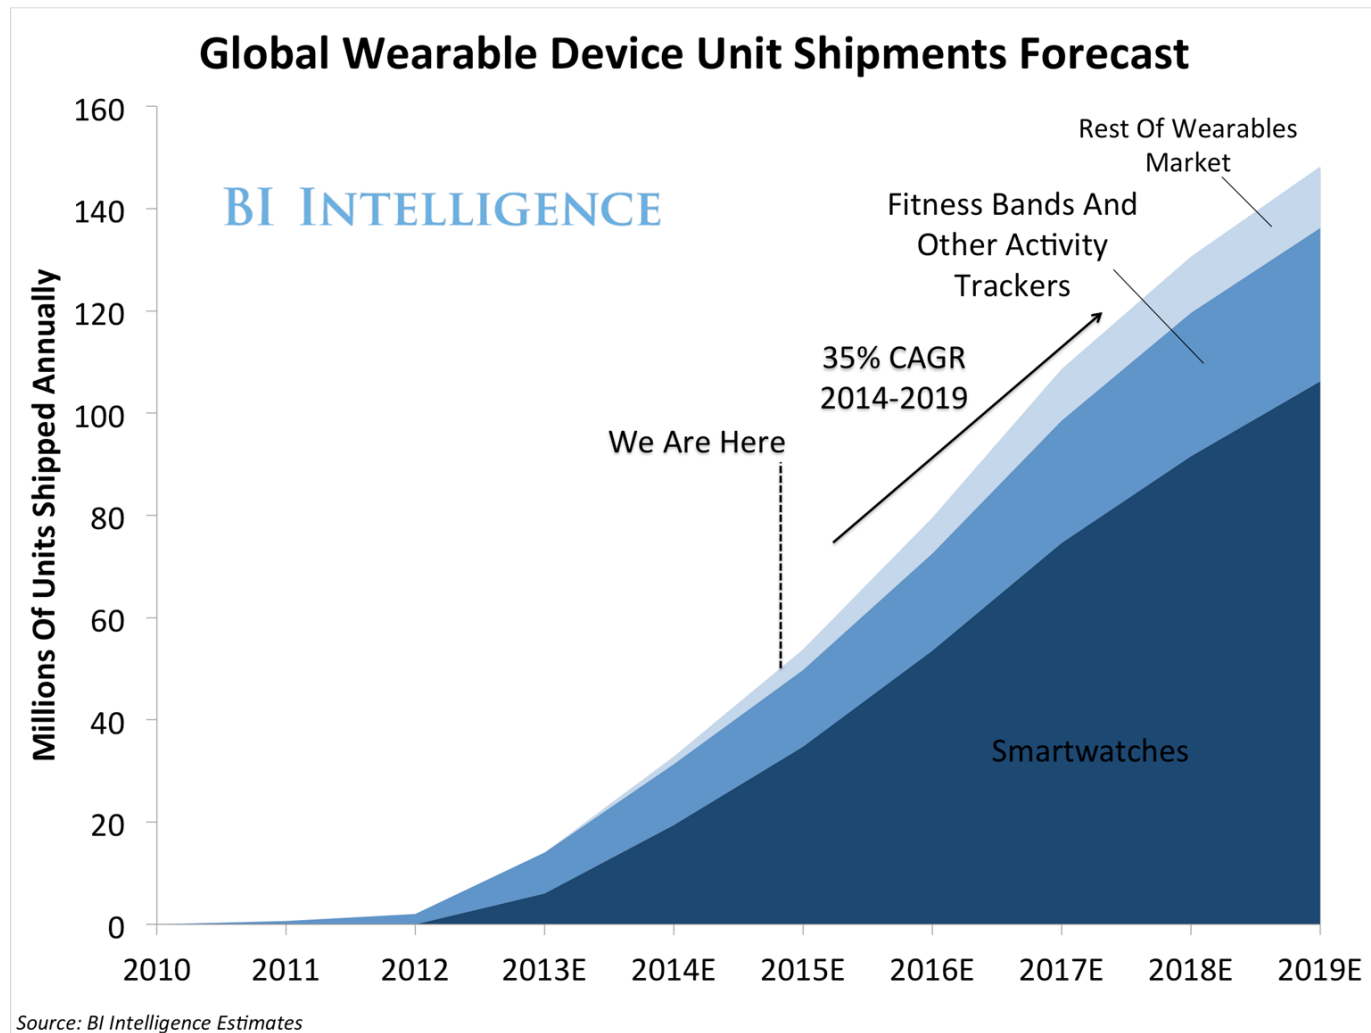 Global Wearable Device Unit Shipments Forecast
BI INTELLIGENCE
Millions Of Units Shipped Annually
160
140
120
100
80
60
40
20
0
Rest Of Wearables
Market
Fitness Bands And
Other Activity
Trackers
35% CAGR
2014-2019
We Are Here
Smartwatches
2010 2011 2012 2013E 2014E 2015E 2016E 2017E 2018E 2019E
Source: BI Intelligence Estimates